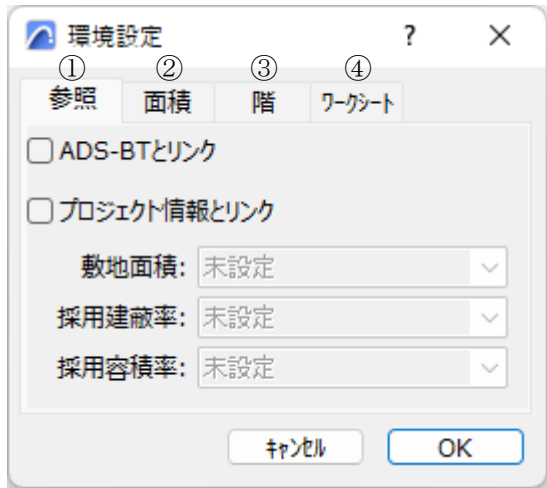 環境設定 ? ×
① ② ③ ④
参照 面積 階 ﾜｰｸｼｰﾄ
ADS-BTとリンク
プロジェクト情報とリンク
敷地面積: 未設定
採用建蔽率: 未設定
採用容積率: 未設定
ｷｬﾝｾﾙ OK